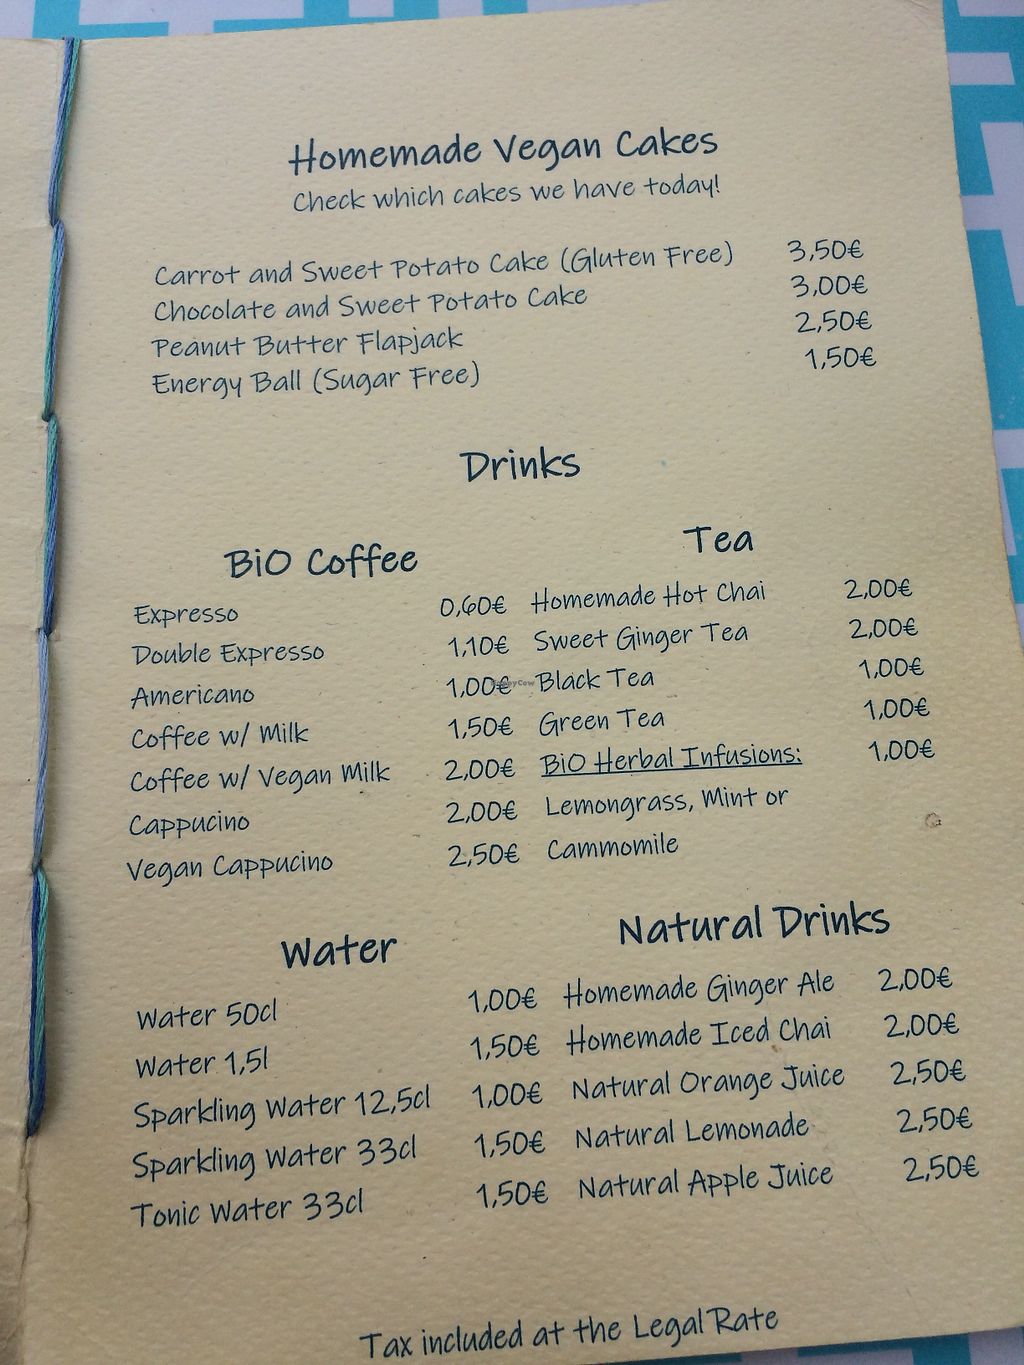 Homemade Vegan Cakes
Check which cakes we have today!
Carrot and Sweet Potato Cake (Gluten Free) 3,50€
Chocolate and Sweet Potato Cake 3,00€
Peanut Butter Flapjack 2,50€
Energy Ball (Sugar Free) 1,50€
Drinks
BiO Coffee
Expresso 0,60€
Double Expresso 1,10€
Americano 1,00€
Coffee w/ Milk 1,50€
Coffee w/ Vegan Milk 2,00€
Cappucino 2,00€
Vegan Cappucino 2,50€
Tea
Homemade Hot Chai 2,00€
Sweet Ginger Tea 2,00€
Black Tea 1,00€
Green Tea 1,00€
BiO Herbal Infusions: 1,00€
Lemongrass, Mint or
Cammomile
Water
Water 50cl 1,00€
Water 1,5l 1,50€
Sparkling Water 12,5cl 1,00€
Sparkling Water 33cl 1,50€
Tonic Water 33cl 1,50€
Natural Drinks
Homemade Ginger Ale 2,00€
Homemade Iced Chai 2,00€
Natural Orange Juice 2,50€
Natural Lemonade 2,50€
Natural Apple Juice 2,50€
Tax included at the Legal Rate
HappyCow